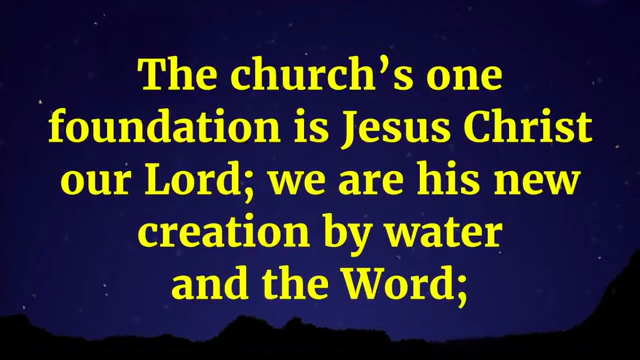 The church’s one
foundation is Jesus Christ
our Lord; we are his new
creation by water
and the Word;